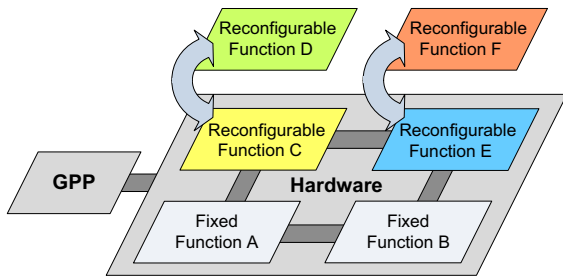 Reconfigurable
Function D
Reconfigurable
Function F
Reconfigurable
Function C
Reconfigurable
Function E
GPP
Hardware
Fixed
Function A
Fixed
Function B